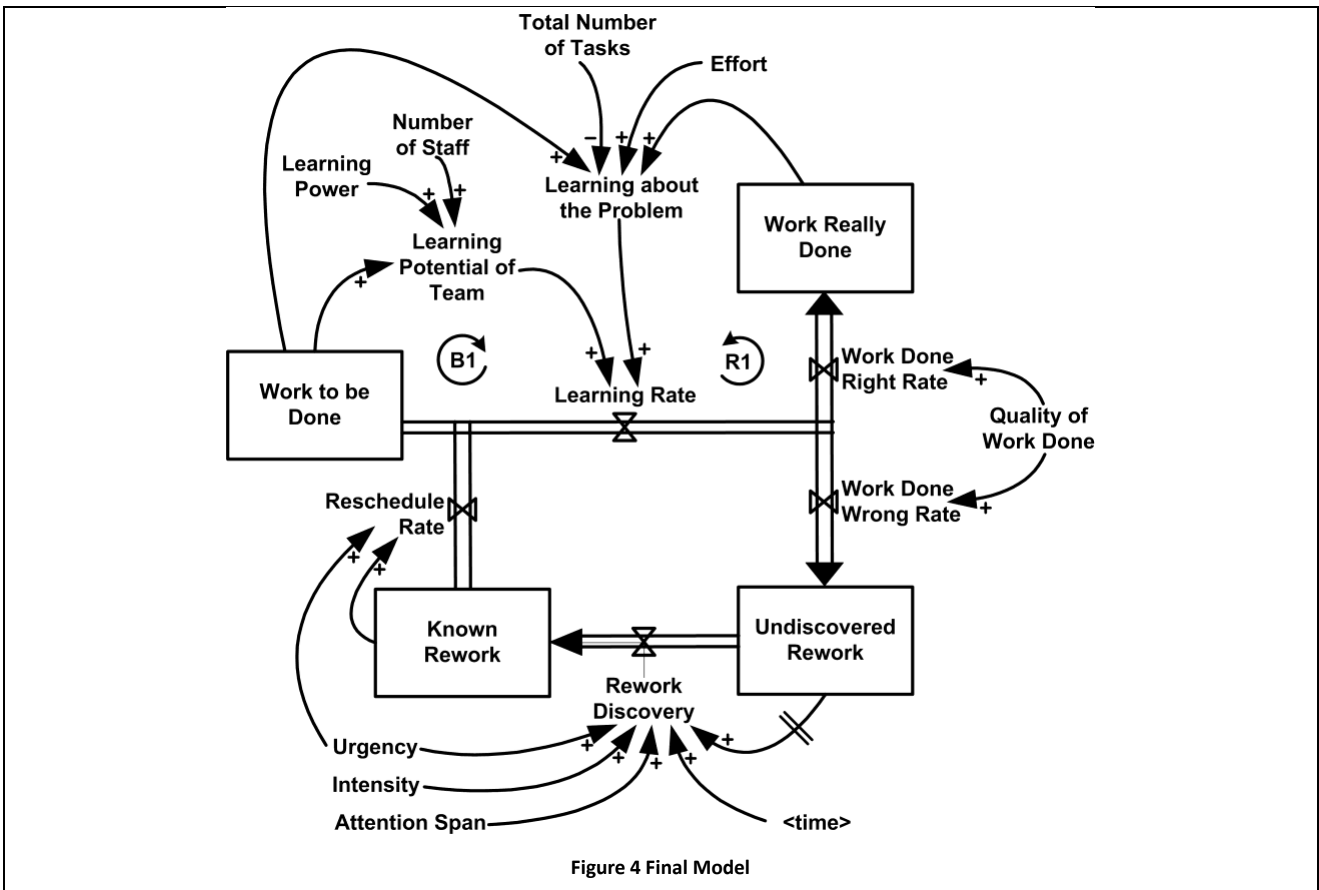 Total Number
of Tasks
Effort
Number
of Staff
Learning
Power
−
+
+
+
+
+
Learning about
the Problem
Work Really
Done
Learning
Potential of
Team
+
B1
R1
+
+
Work Done
Right Rate
+
Work to be
Done
Learning Rate
Quality of
Work Done
Reschedule
Rate
Work Done
Wrong Rate
+
+
+
Known
Rework
Undiscovered
Rework
Rework
Discovery
Urgency
+
+
+
+
+
Intensity
Attention Span
<time>
Figure 4 Final Model